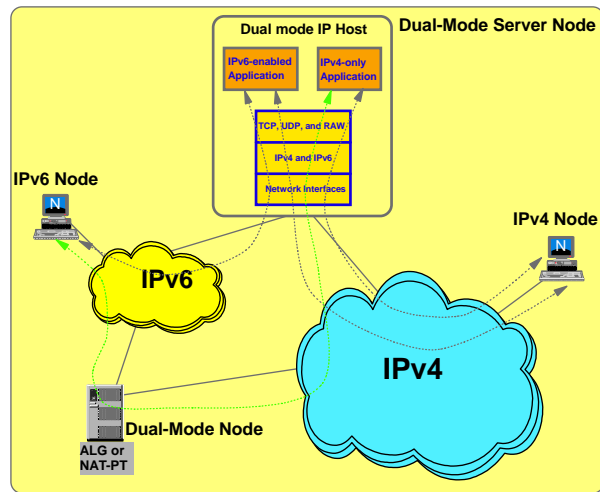 Dual mode IP Host
Dual-Mode Server Node
IPv6-enabled
Application
IPv4-only
Application
TCP, UDP, and RAW
IPv4 and IPv6
Network Interfaces
IPv6 Node
N
IPv4 Node
N
IPv6
IPv4
Dual-Mode Node
ALG or
NAT-PT